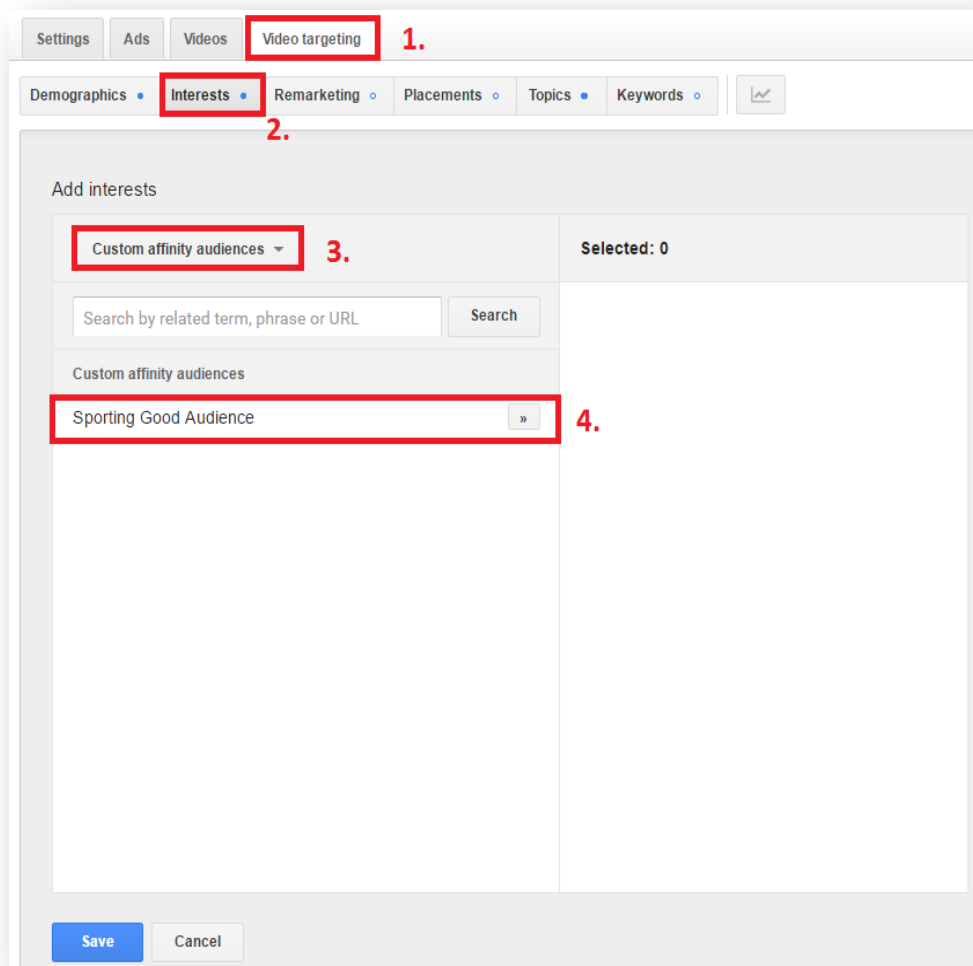 Settings Ads Videos Video targeting 1.
Demographics Interests Remarketing Placements Topics Keywords
2.
Add interests
Custom affinity audiences 3. Selected: 0
Search by related term, phrase or URL Search
Custom affinity audiences
Sporting Good Audience » 4.
Save Cancel